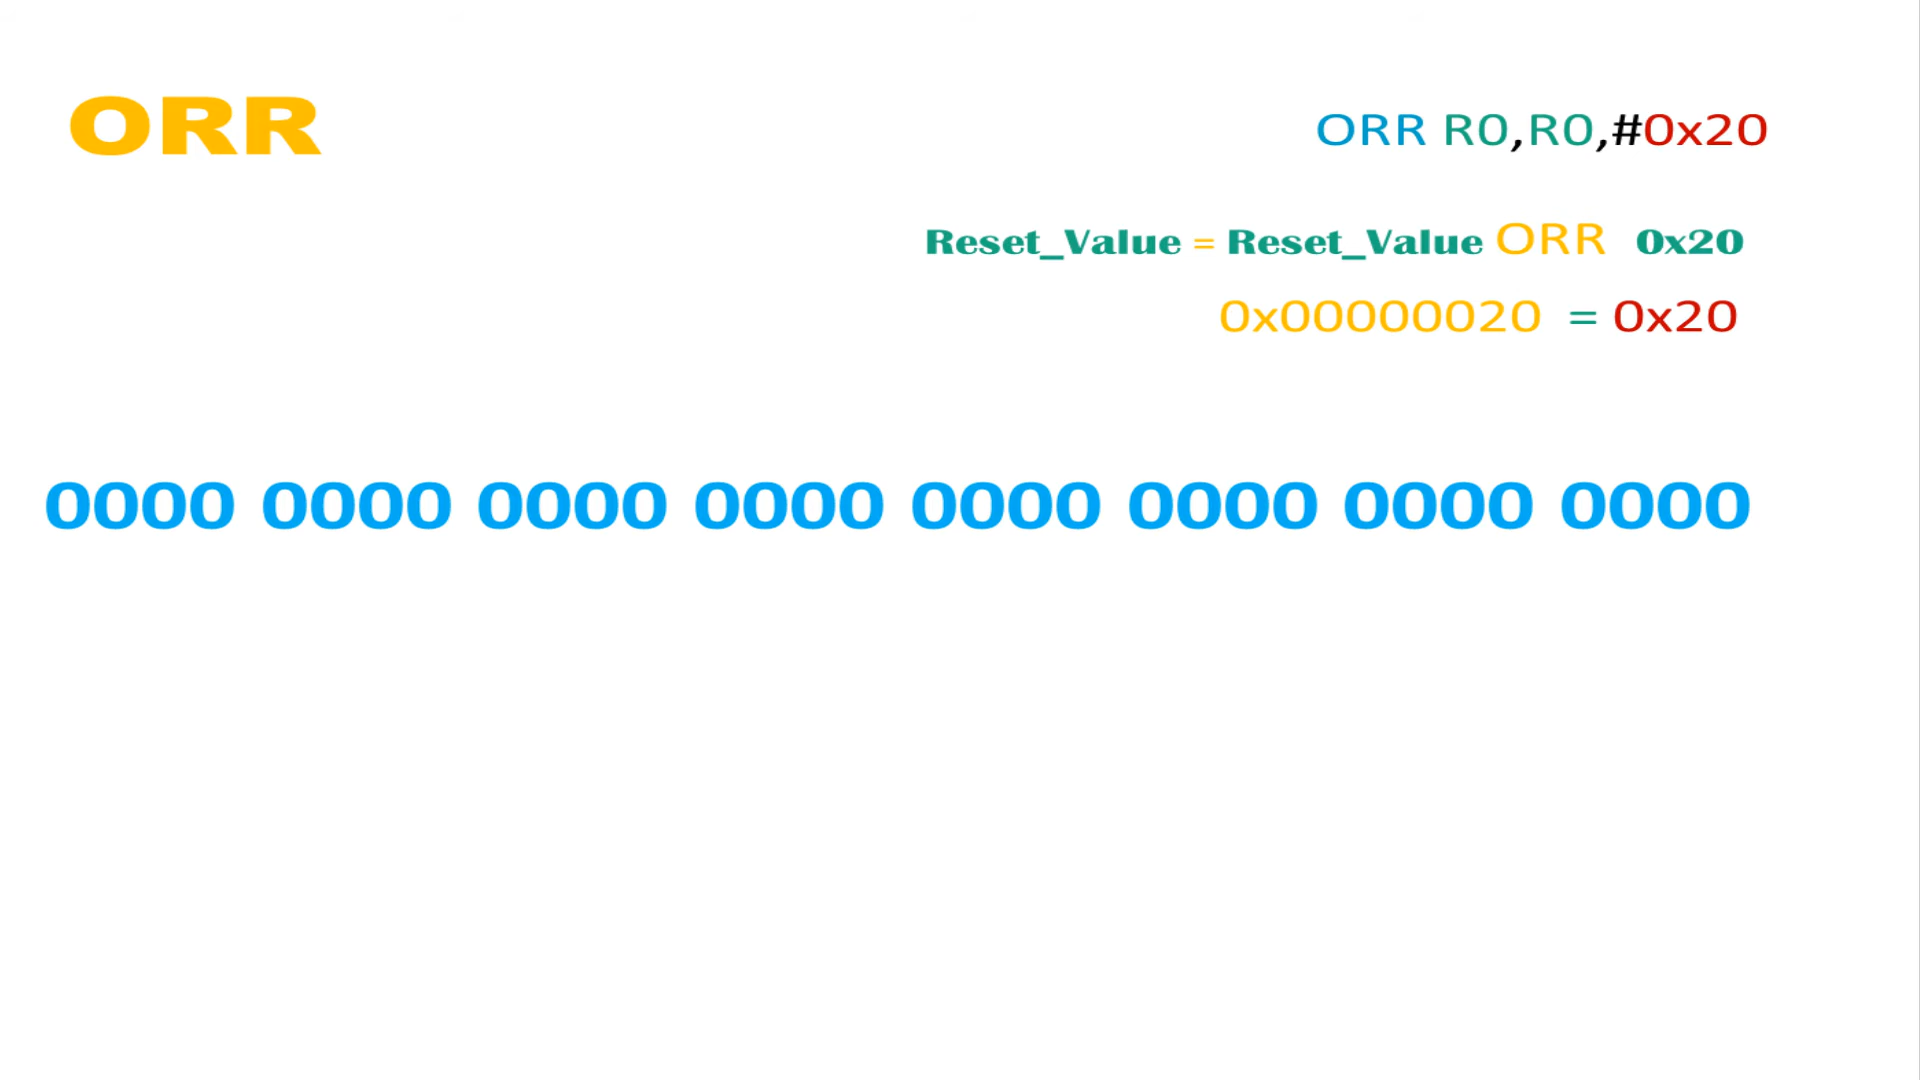 ORR
ORR R0,R0,#0x20
Reset_Value = Reset_Value ORR 0x20
0x00000020 = 0x20
0000 0000 0000 0000 0000 0000 0000 0000